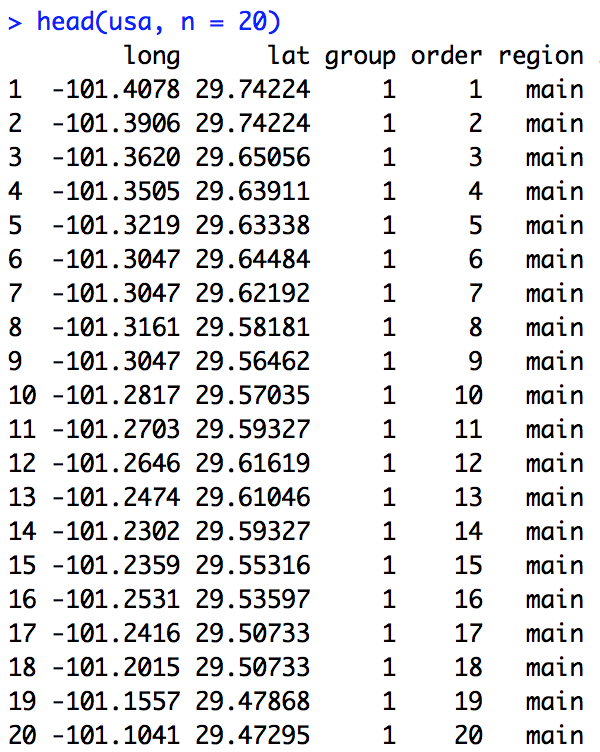 > head(usa, n = 20)
        long      lat group order region
1  -101.4078 29.74224     1     1   main
2  -101.3906 29.74224     1     2   main
3  -101.3620 29.65056     1     3   main
4  -101.3505 29.63911     1     4   main
5  -101.3219 29.63338     1     5   main
6  -101.3047 29.64484     1     6   main
7  -101.3047 29.62192     1     7   main
8  -101.3161 29.58181     1     8   main
9  -101.3047 29.56462     1     9   main
10 -101.2817 29.57035     1    10   main
11 -101.2703 29.59327     1    11   main
12 -101.2646 29.61619     1    12   main
13 -101.2474 29.61046     1    13   main
14 -101.2302 29.59327     1    14   main
15 -101.2359 29.55316     1    15   main
16 -101.2531 29.53597     1    16   main
17 -101.2416 29.50733     1    17   main
18 -101.2015 29.50733     1    18   main
19 -101.1557 29.47868     1    19   main
20 -101.1041 29.47295     1    20   main